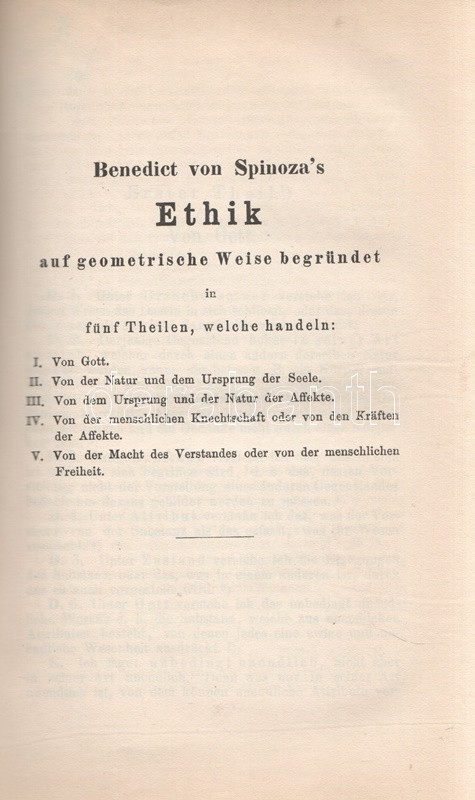 Benedict von Spinoza's
Ethik
auf geometrische Weise begründet
in
fünf Theilen, welche handeln:
I. Von Gott.
II. Von der Natur und dem Ursprung der Seele.
III. Von dem Ursprung und der Natur der Affekte.
IV. Von der menschlichen Knechtschaft oder von den Kräften
der Affekte.
V. Von der Macht des Verstandes oder von der menschlichen
Freiheit.